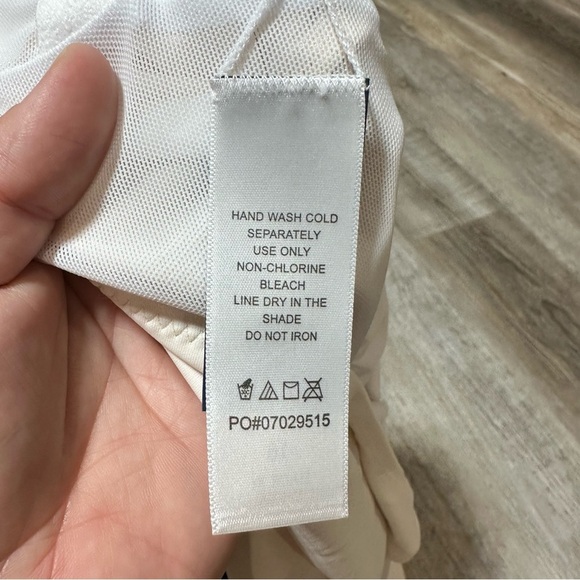 HAND WASH COLD
SEPARATELY
USE ONLY
NON-CHLORINE
BLEACH
LINE DRY IN THE
SHADE
DO NOT IRON
PO#07029515